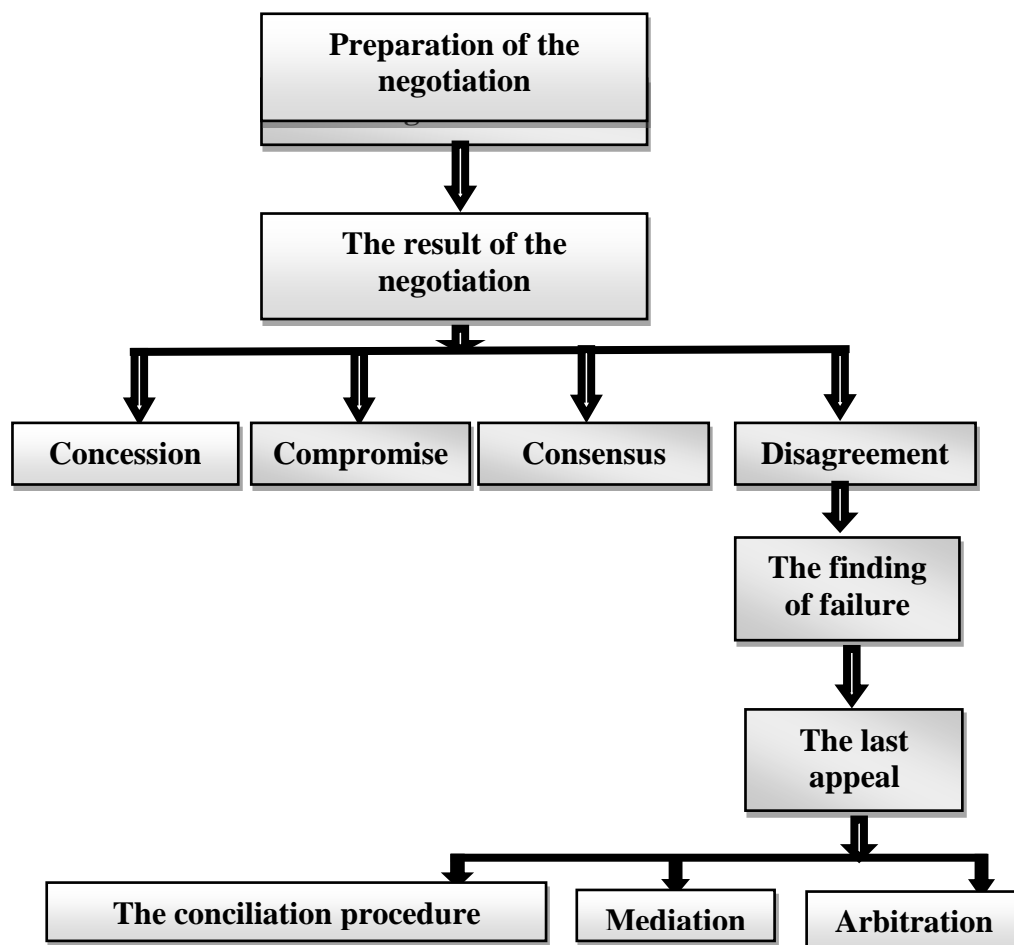 Preparation of the
negotiation
The result of the
negotiation
Concession
Compromise
Consensus
Disagreement
The finding
of failure
The last
appeal
The conciliation procedure
Mediation
Arbitration